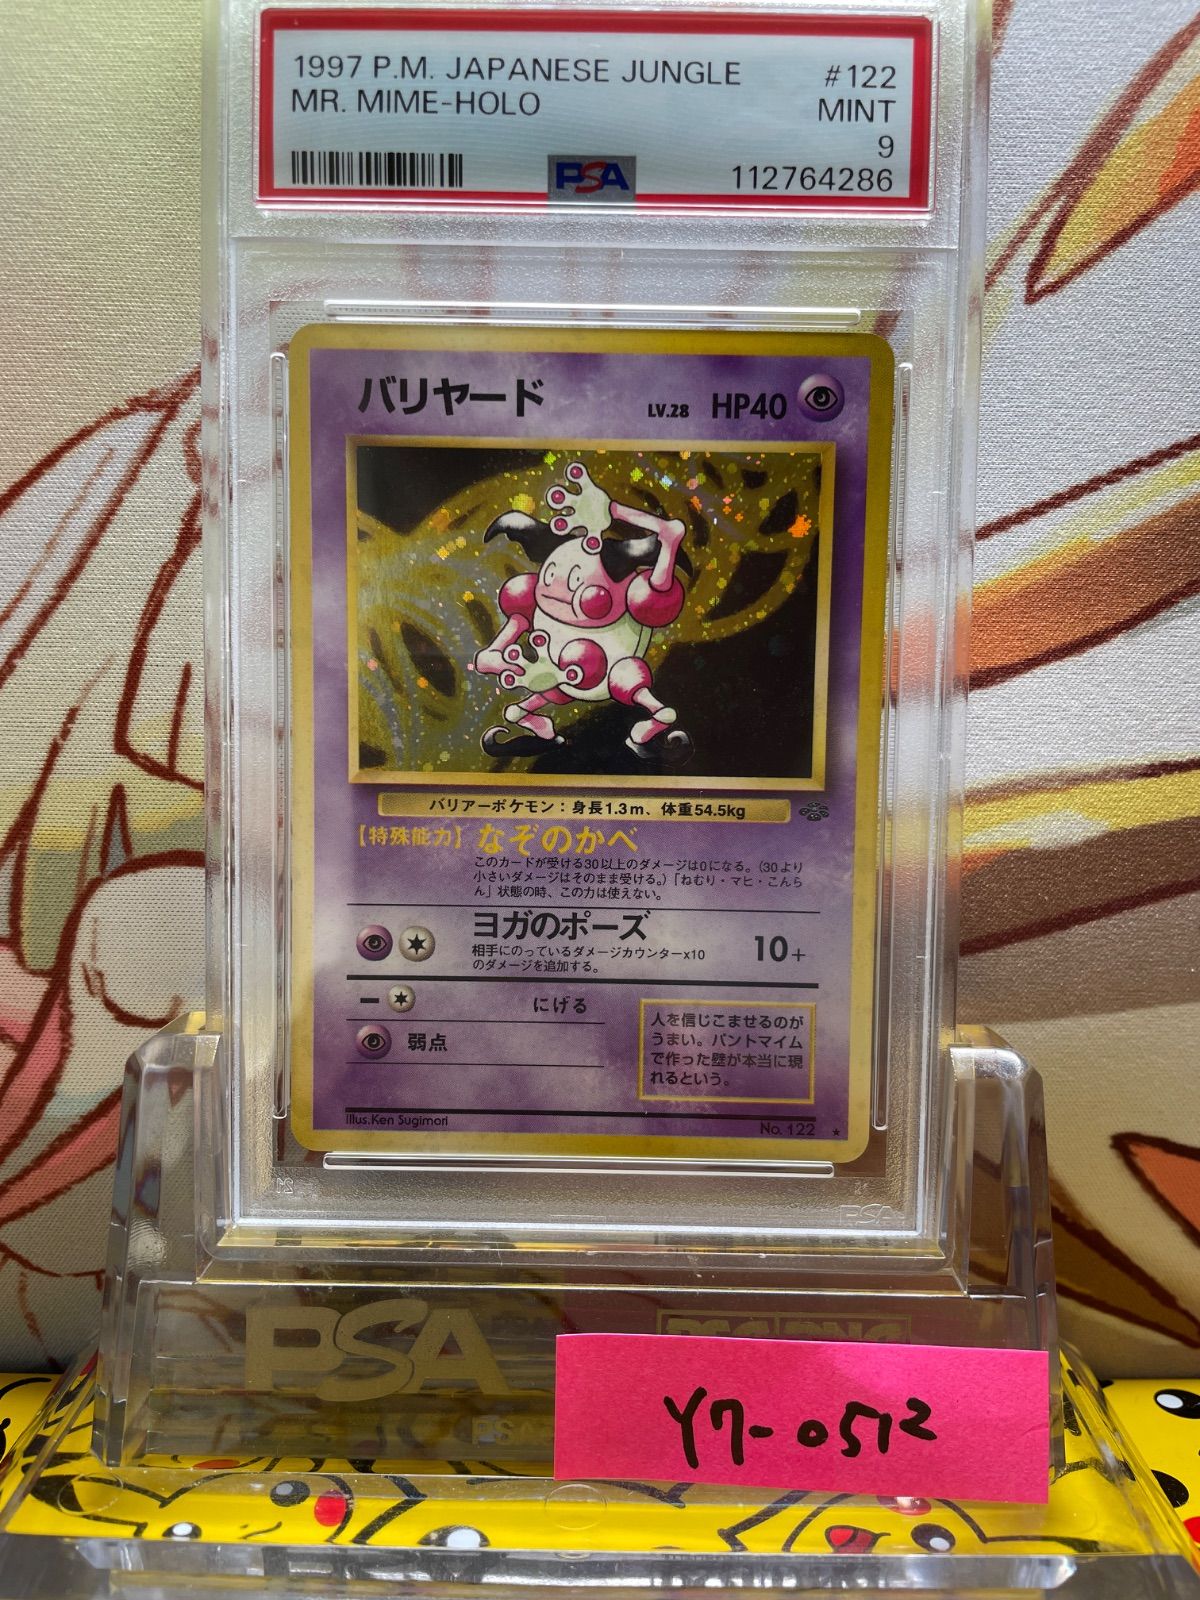 1997 P.M. JAPANESE JUNGLE #122
MR. MIME-HOLO MINT
9
PSA 112764286
バリヤード LV.28 HP40
バリアーポケモン：身長1.3m、体重54.5kg
【特殊能力】なぞのかべ
このカードが受ける30以上のダメージは0になる。（30より
小さいダメージはそのまま受ける。）「ねむり・マヒ・こんら
ん」状態の時、この力は使えない。
ヨガのポーズ 10+
相手にのっているダメージカウンター×10
のダメージを追加する。
にげる
弱点
人を信じこませるのが
うまい。パントマイム
で作った壁が本当に現
れるという。
Illus.Ken Sugimori No. 122 ★
PSA
PSA
Y7-0512